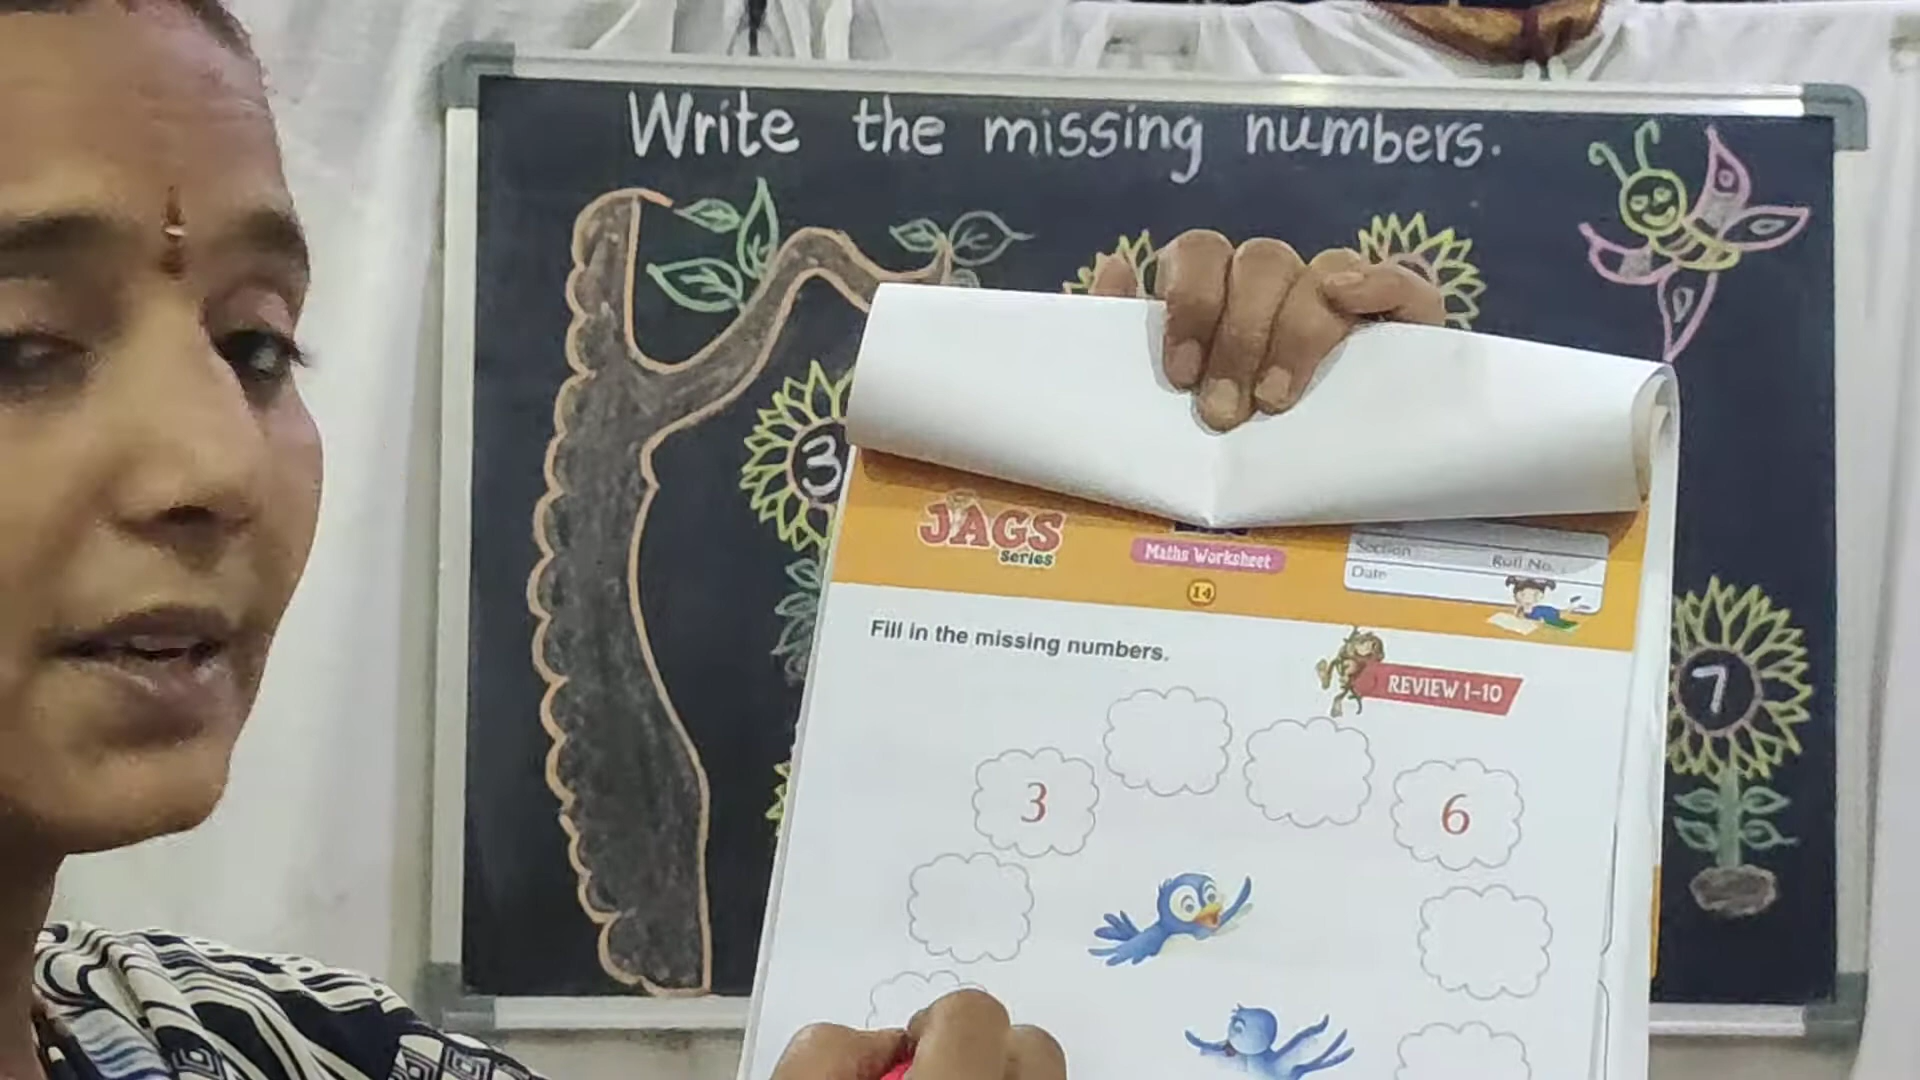 Write the missing numbers.
3
7
JAGS
Series
Maths Worksheet
14
Section Roll No.
Date
Fill in the missing numbers.
REVIEW 1-10
3
6